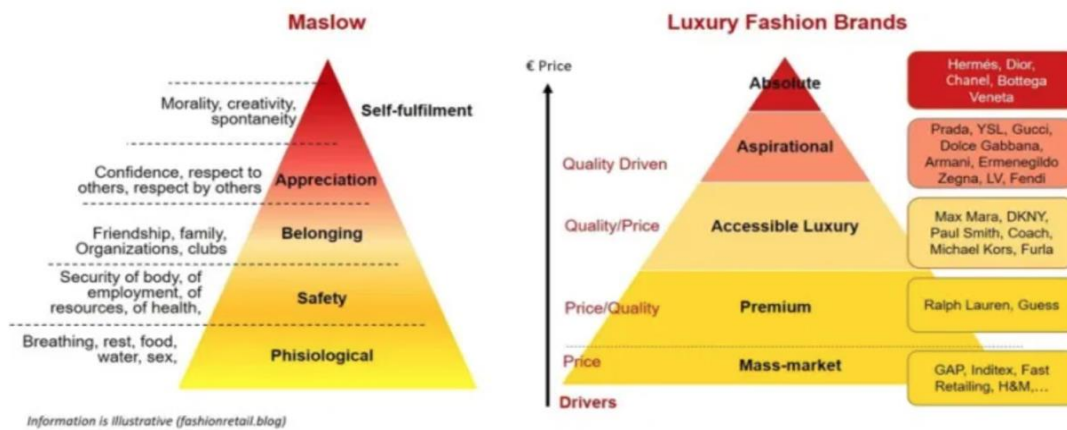 Maslow
Morality, creativity,
spontaneity
Self-fulfilment
Confidence, respect to
others, respect by others
Appreciation
Friendship, family,
Organizations, clubs
Belonging
Security of body, of
employment, of
resources, of health,
Safety
Breathing, rest, food,
water, sex,
Phisiological
Information is Illustrative (fashionretail.blog)
Luxury Fashion Brands
€ Price
Absolute
Hermés, Dior,
Chanel, Bottega
Veneta
Quality Driven
Aspirational
Prada, YSL, Gucci,
Dolce Gabbana,
Armani, Ermenegildo
Zegna, LV, Fendi
Quality/Price
Accessible Luxury
Max Mara, DKNY,
Paul Smith, Coach,
Michael Kors, Furla
Price/Quality
Premium
Ralph Lauren, Guess
Price
Mass-market
GAP, Inditex, Fast
Retailing, H&M,...
Drivers